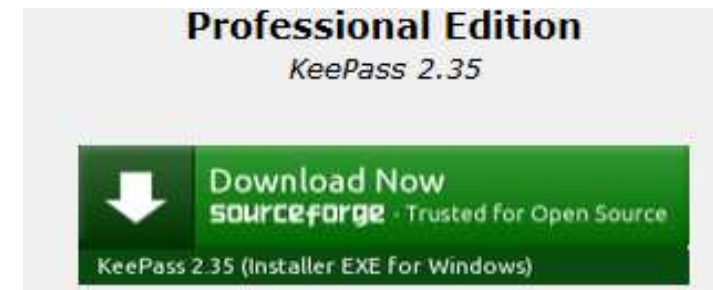 Professional Edition
KeePass 2.35
Download Now
sourceforge - Trusted for Open Source
KeePass 2.35 (Installer EXE for Windows)